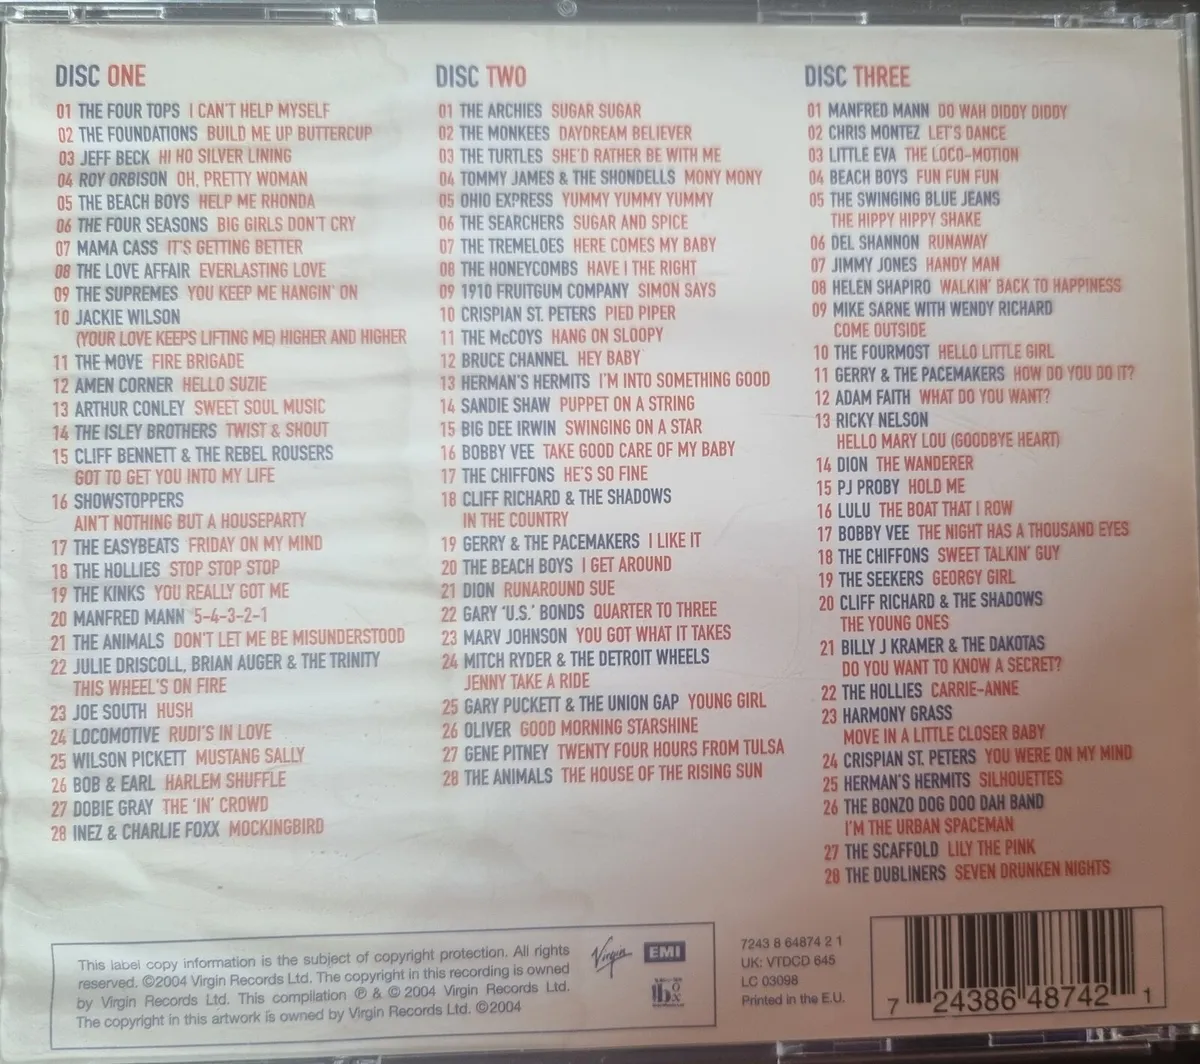 DISC ONE
01 THE FOUR TOPS I CAN'T HELP MYSELF
02 THE FOUNDATIONS BUILD ME UP BUTTERCUP
03 JEFF BECK HI HO SILVER LINING
04 ROY ORBISON OH, PRETTY WOMAN
05 THE BEACH BOYS HELP ME RHONDA
06 THE FOUR SEASONS BIG GIRLS DON'T CRY
07 MAMA CASS IT'S GETTING BETTER
08 THE LOVE AFFAIR EVERLASTING LOVE
09 THE SUPREMES YOU KEEP ME HANGIN' ON
10 JACKIE WILSON
(YOUR LOVE KEEPS LIFTING ME) HIGHER AND HIGHER
11 THE MOVE FIRE BRIGADE
12 AMEN CORNER HELLO SUZIE
13 ARTHUR CONLEY SWEET SOUL MUSIC
14 THE ISLEY BROTHERS TWIST & SHOUT
15 CLIFF BENNETT & THE REBEL ROUSERS
GOT TO GET YOU INTO MY LIFE
16 SHOWSTOPPERS
AIN'T NOTHING BUT A HOUSEPARTY
17 THE EASYBEATS FRIDAY ON MY MIND
18 THE HOLLIES STOP STOP STOP
19 THE KINKS YOU REALLY GOT ME
20 MANFRED MANN 5-4-3-2-1
21 THE ANIMALS DON'T LET ME BE MISUNDERSTOOD
22 JULIE DRISCOLL, BRIAN AUGER & THE TRINITY
THIS WHEEL'S ON FIRE
23 JOE SOUTH HUSH
24 LOCOMOTIVE RUDI'S IN LOVE
25 WILSON PICKETT MUSTANG SALLY
26 BOB & EARL HARLEM SHUFFLE
27 DOBIE GRAY THE 'IN' CROWD
28 INEZ & CHARLIE FOXX MOCKINGBIRD
DISC TWO
01 THE ARCHIES SUGAR SUGAR
02 THE MONKEES DAYDREAM BELIEVER
03 THE TURTLES SHE'D RATHER BE WITH ME
04 TOMMY JAMES & THE SHONDELLS MONY MONY
05 OHIO EXPRESS YUMMY YUMMY YUMMY
06 THE SEARCHERS SUGAR AND SPICE
07 THE TREMELOES HERE COMES MY BABY
08 THE HONEYCOMBS HAVE I THE RIGHT
09 1910 FRUITGUM COMPANY SIMON SAYS
10 CRISPIAN ST. PETERS PIED PIPER
11 THE McCOYS HANG ON SLOOPY
12 BRUCE CHANNEL HEY BABY
13 HERMAN'S HERMITS I'M INTO SOMETHING GOOD
14 SANDIE SHAW PUPPET ON A STRING
15 BIG DEE IRWIN SWINGING ON A STAR
16 BOBBY VEE TAKE GOOD CARE OF MY BABY
17 THE CHIFFONS HE'S SO FINE
18 CLIFF RICHARD & THE SHADOWS
IN THE COUNTRY
19 GERRY & THE PACEMAKERS I LIKE IT
20 THE BEACH BOYS I GET AROUND
21 DION RUNAROUND SUE
22 GARY 'U.S.' BONDS QUARTER TO THREE
23 MARV JOHNSON YOU GOT WHAT IT TAKES
24 MITCH RYDER & THE DETROIT WHEELS
JENNY TAKE A RIDE
25 GARY PUCKETT & THE UNION GAP YOUNG GIRL
26 OLIVER GOOD MORNING STARSHINE
27 GENE PITNEY TWENTY FOUR HOURS FROM TULSA
28 THE ANIMALS THE HOUSE OF THE RISING SUN
DISC THREE
01 MANFRED MANN DO WAH DIDDY DIDDY
02 CHRIS MONTEZ LET'S DANCE
03 LITTLE EVA THE LOCO-MOTION
04 BEACH BOYS FUN FUN FUN
05 THE SWINGING BLUE JEANS
THE HIPPY HIPPY SHAKE
06 DEL SHANNON RUNAWAY
07 JIMMY JONES HANDY MAN
08 HELEN SHAPIRO WALKIN' BACK TO HAPPINESS
09 MIKE SARNE WITH WENDY RICHARD
COME OUTSIDE
10 THE FOURMOST HELLO LITTLE GIRL
11 GERRY & THE PACEMAKERS HOW DO YOU DO IT?
12 ADAM FAITH WHAT DO YOU WANT?
13 RICKY NELSON
HELLO MARY LOU (GOODBYE HEART)
14 DION THE WANDERER
15 PJ PROBY HOLD ME
16 LULU THE BOAT THAT I ROW
17 BOBBY VEE THE NIGHT HAS A THOUSAND EYES
18 THE CHIFFONS SWEET TALKIN' GUY
19 THE SEEKERS GEORGY GIRL
20 CLIFF RICHARD & THE SHADOWS
THE YOUNG ONES
21 BILLY J KRAMER & THE DAKOTAS
DO YOU WANT TO KNOW A SECRET?
22 THE HOLLIES CARRIE-ANNE
23 HARMONY GRASS
MOVE IN A LITTLE CLOSER BABY
24 CRISPIAN ST. PETERS YOU WERE ON MY MIND
25 HERMAN'S HERMITS SILHOUETTES
26 THE BONZO DOG DOO DAH BAND
I'M THE URBAN SPACEMAN
27 THE SCAFFOLD LILY THE PINK
28 THE DUBLINERS SEVEN DRUNKEN NIGHTS
This label copy information is the subject of copyright protection. All rights
reserved. ©2004 Virgin Records Ltd. The copyright in this recording is owned
by Virgin Records Ltd. This compilation ℗ & © 2004 Virgin Records Ltd.
The copyright in this artwork is owned by Virgin Records Ltd. ©2004
Virgin
EMI
box
7243 8 64874 2 1
UK: VTDCD 645
LC 03098
Printed in the E.U.
7 24386 48742 1